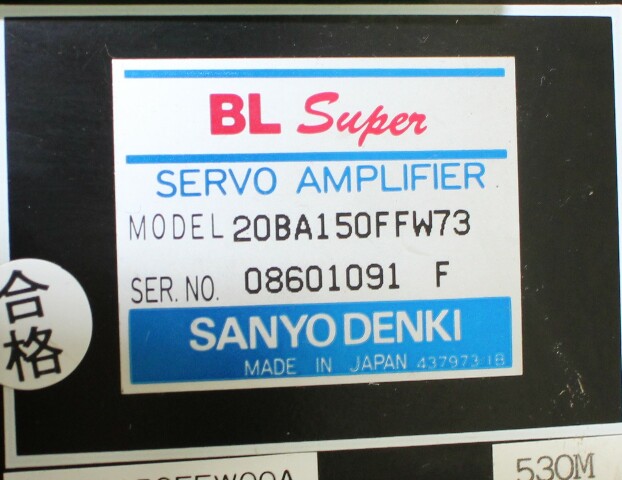 BL Super
SERVO AMPLIFIER
MODEL 20BA150FFW73
SER. NO. 08601091 F
SANYO DENKI
MADE IN JAPAN 437973-1B
合格
530M